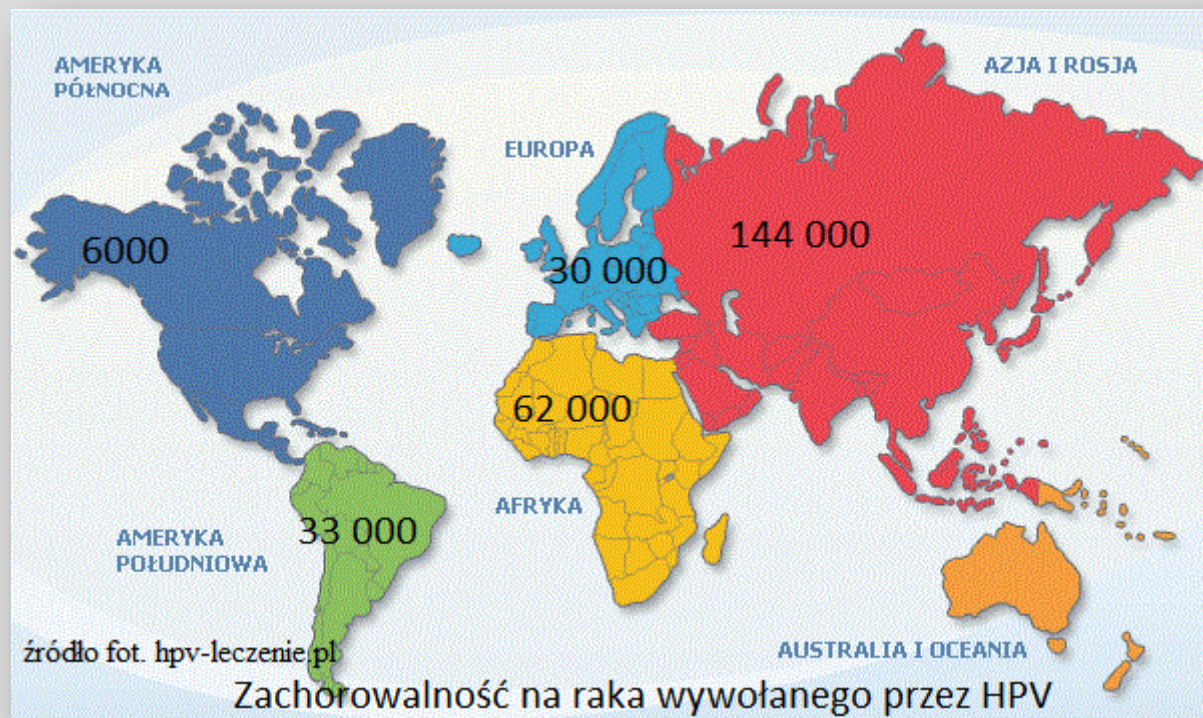 AMERYKA
PÓŁNOCNA
AZJA I ROSJA
EUROPA
6000
30 000
144 000
62 000
AFRYKA
33 000
AMERYKA
POŁUDNIOWA
AUSTRALIA I OCEANIA
źródło fot. hpv-leczenie.pl
Zachorowalność na raka wywołanego przez HPV